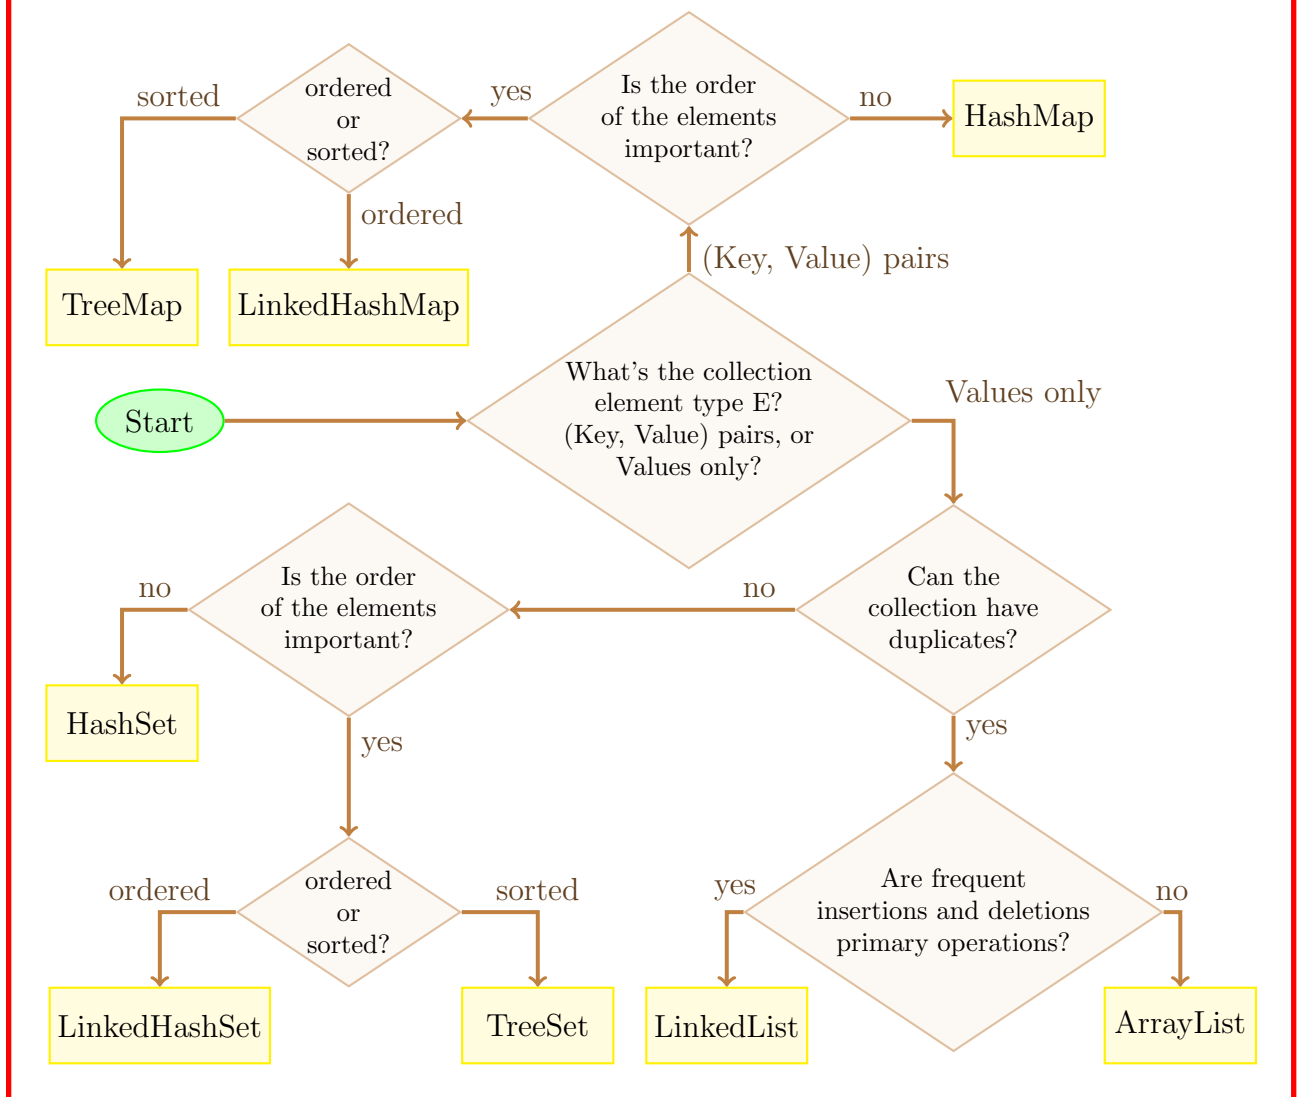 sorted
ordered
or
sorted?
yes
Is the order
of the elements
important?
no
HashMap
ordered
(Key, Value) pairs
TreeMap
LinkedHashMap
Start
What's the collection
element type E?
(Key, Value) pairs, or
Values only?
Values only
no
Is the order
of the elements
important?
no
Can the
collection have
duplicates?
HashSet
yes
yes
ordered
ordered
or
sorted?
sorted
yes
Are frequent
insertions and deletions
primary operations?
no
LinkedHashSet
TreeSet
LinkedList
ArrayList